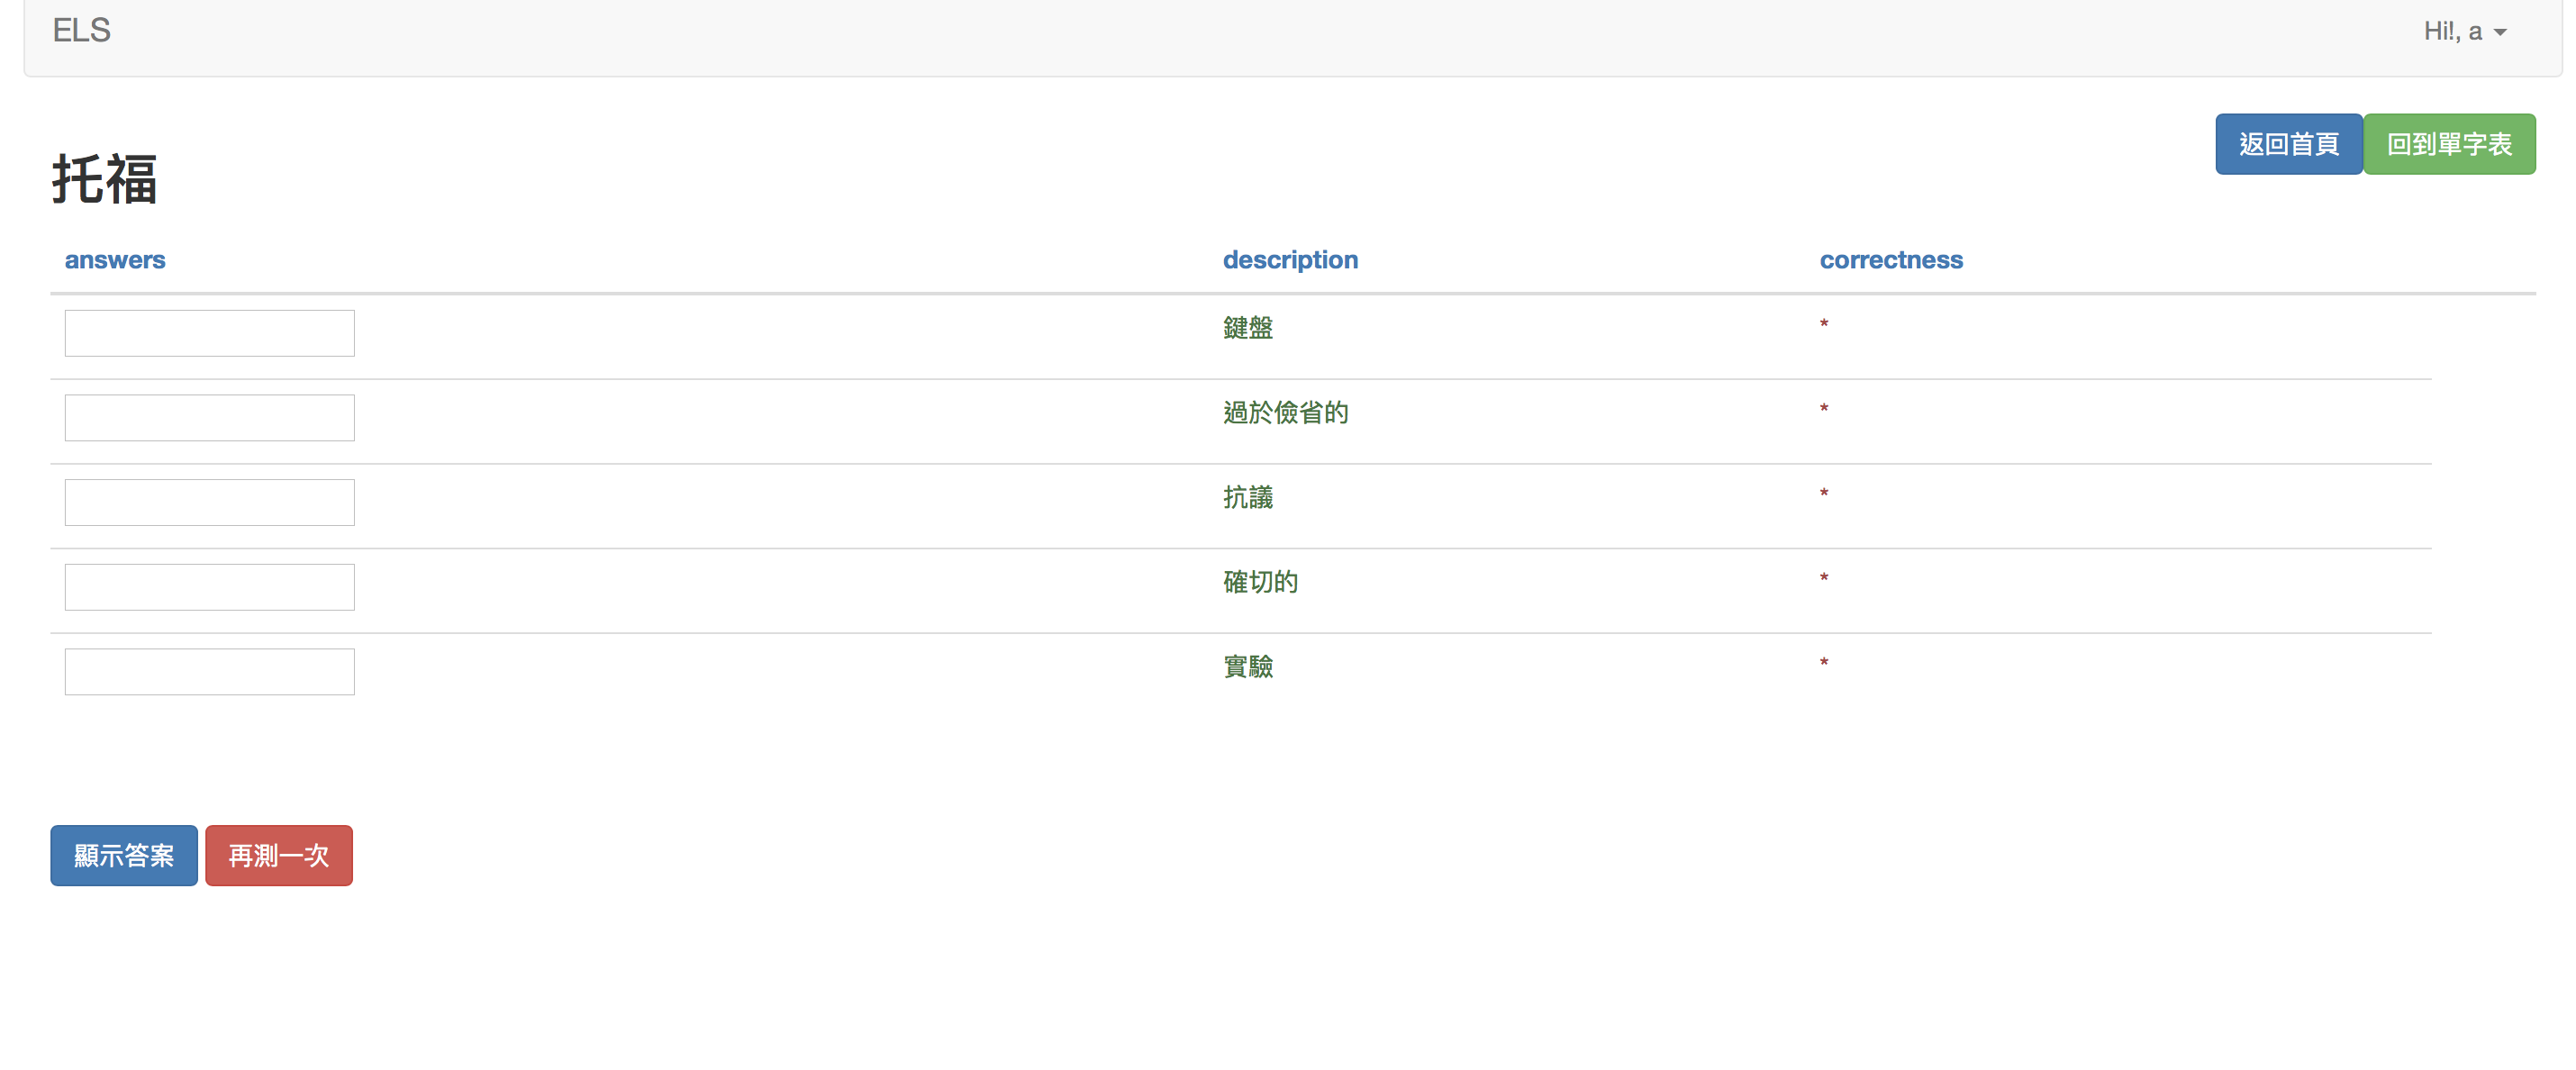 ELS Hi!, a
返回首頁 回到單字表
托福
answers description correctness
鍵盤 *
過於儉省的 *
抗議 *
確切的 *
實驗 *
顯示答案 再測一次